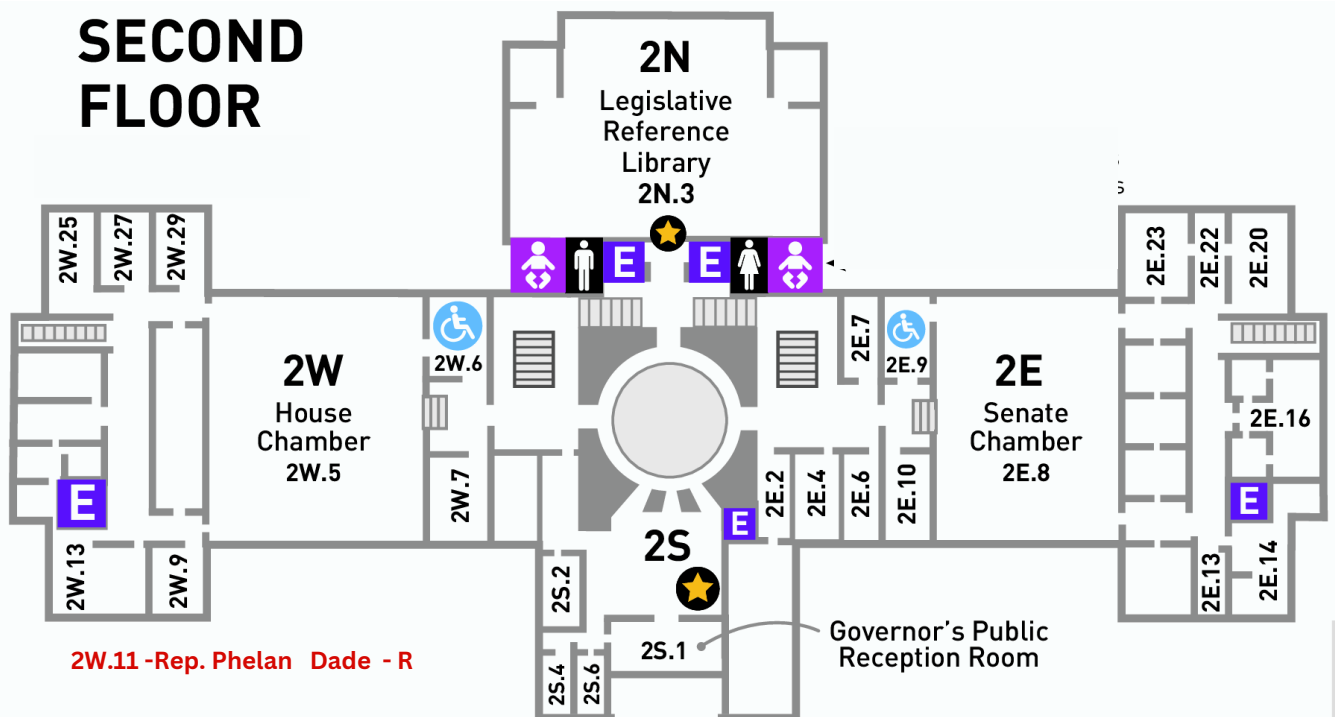 SECOND
FLOOR
2N
Legislative
Reference
Library
2N.3
s
2W.25
2W.27
2W.29
E
E
2E.23
2E.22
2E.20
2W.6
2E.7
2E.9
2W
House
Chamber
2W.5
2E
Senate
Chamber
2E.8
2E.16
2W.7
2E.2
2E.4
2E.6
2E.10
E
E
E
2S
2W.13
2W.9
2S.2
2E.13
2E.14
2S.1
Governor's Public
Reception Room
2W.11 -Rep. Phelan Dade - R
2S.4
2S.6